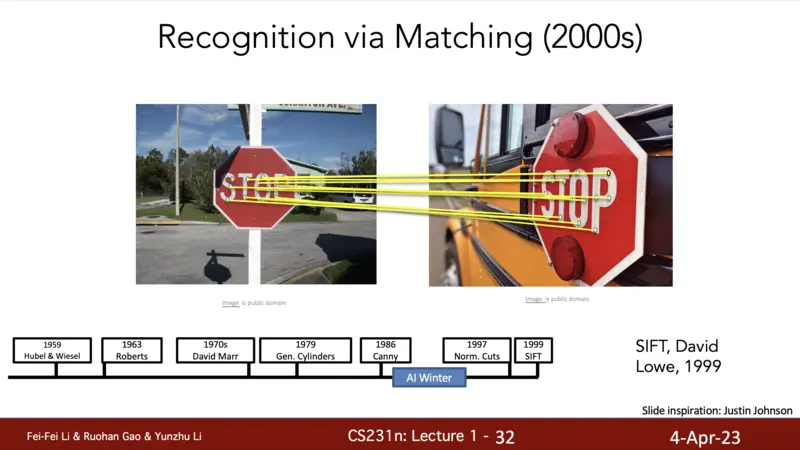 Recognition via Matching (2000s)
STOP
STOP
Image is public domain
Image is public domain
1959
Hubel & Wiesel
1963
Roberts
1970s
David Marr
1979
Gen. Cylinders
1986
Canny
1997
Norm. Cuts
1999
SIFT
AI Winter
SIFT, David
Lowe, 1999
Slide inspiration: Justin Johnson
Fei-Fei Li & Ruohan Gao & Yunzhu Li
CS231n: Lecture 1 - 32
4-Apr-23